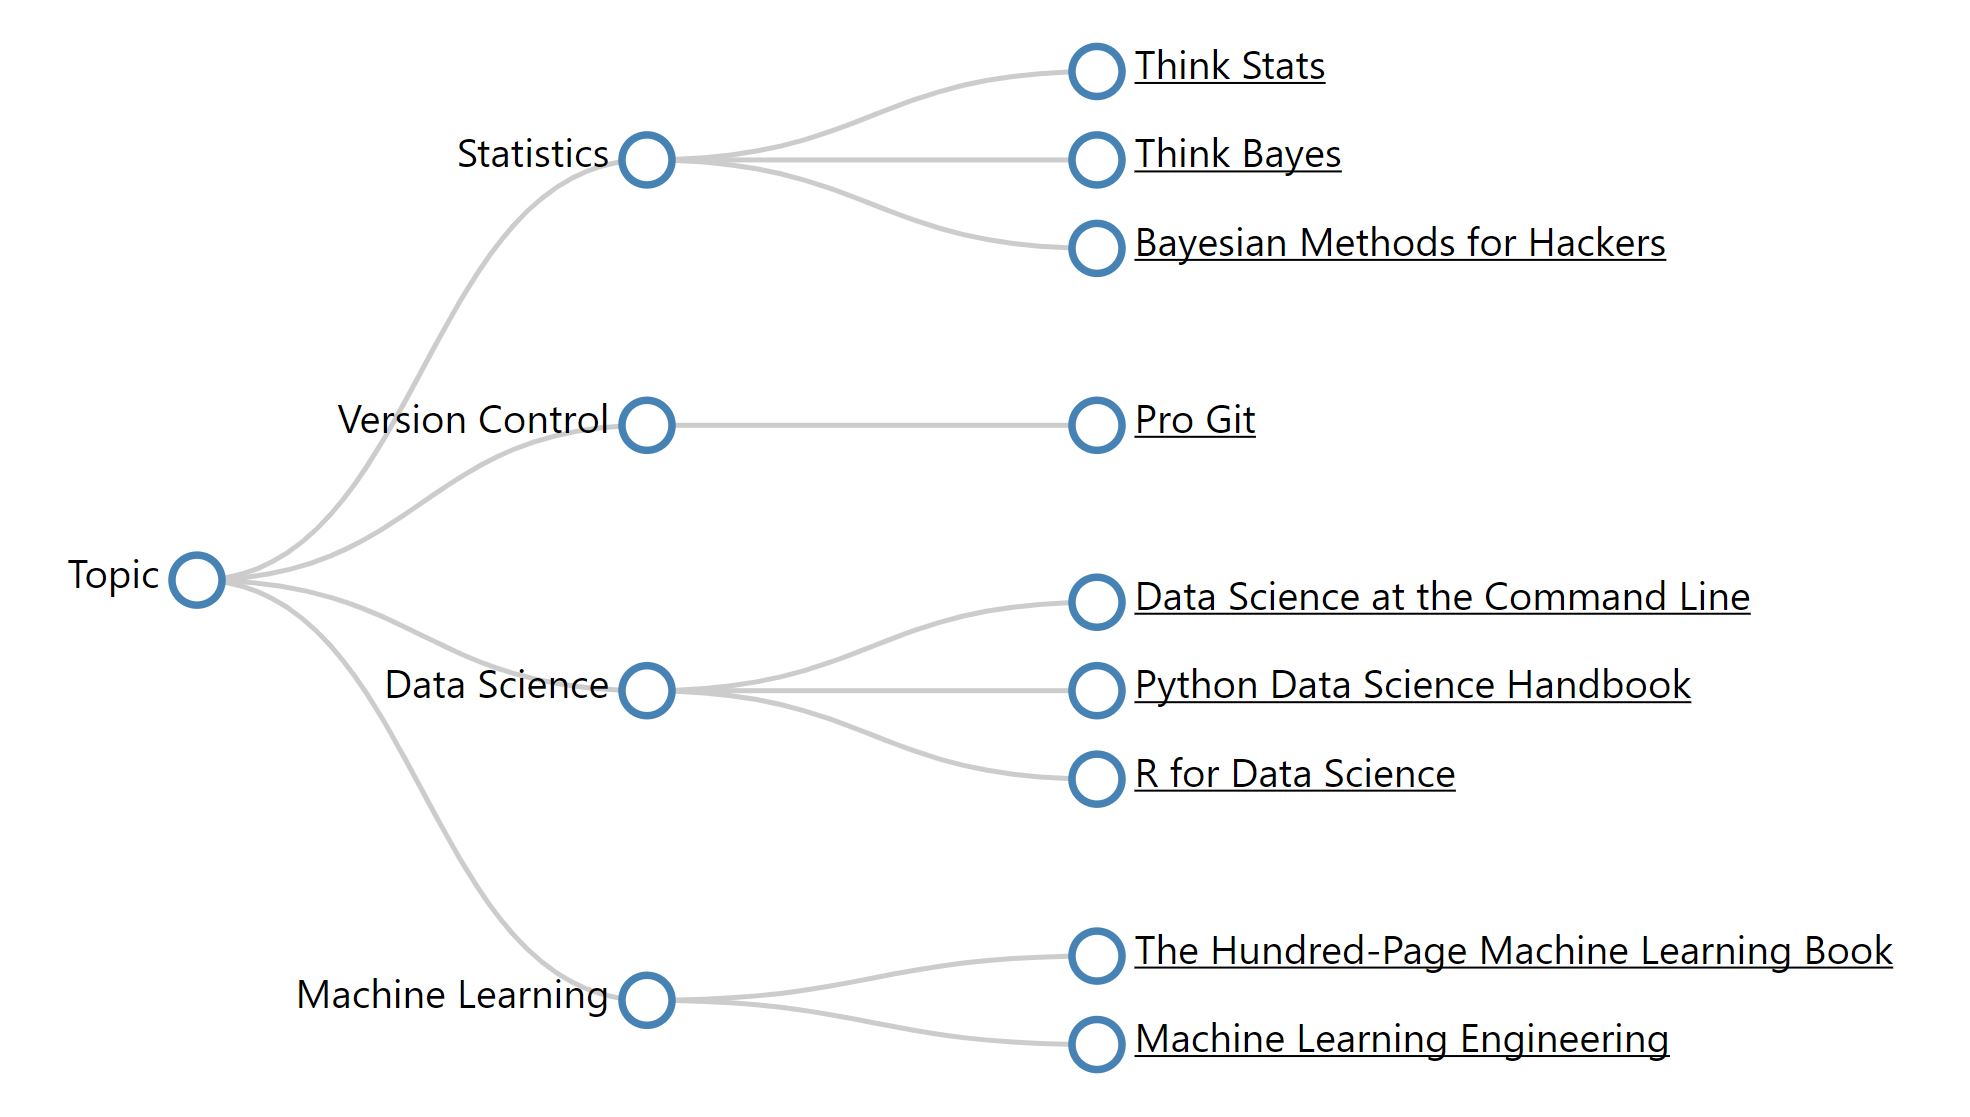 Think Stats
Statistics
Think Bayes
Bayesian Methods for Hackers
Version Control
Pro Git
Topic
Data Science at the Command Line
Data Science
Python Data Science Handbook
R for Data Science
The Hundred-Page Machine Learning Book
Machine Learning
Machine Learning Engineering